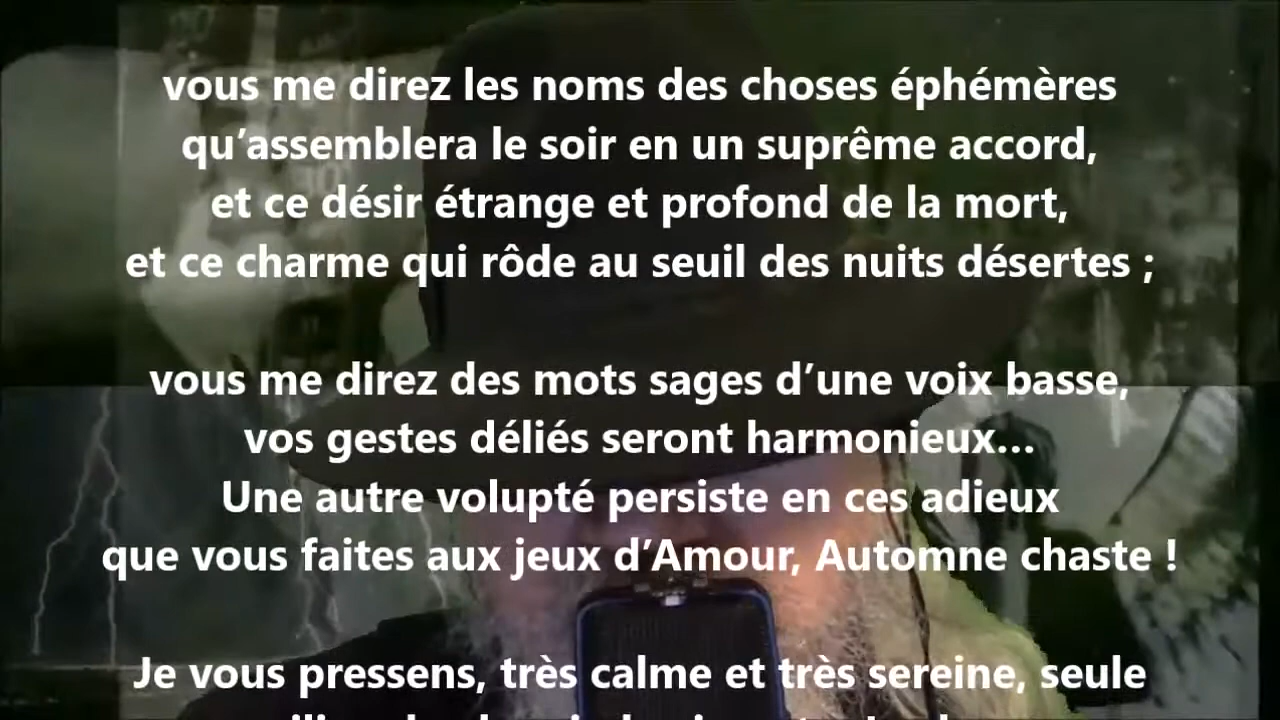 vous me direz les noms des choses éphémères
qu’assemblera le soir en un suprême accord,
et ce désir étrange et profond de la mort,
et ce charme qui rôde au seuil des nuits désertes ;
vous me direz des mots sages d’une voix basse,
vos gestes déliés seront harmonieux...
Une autre volupté persiste en ces adieux
que vous faites aux jeux d’Amour, Automne chaste !
Je vous pressens, très calme et très sereine, seule